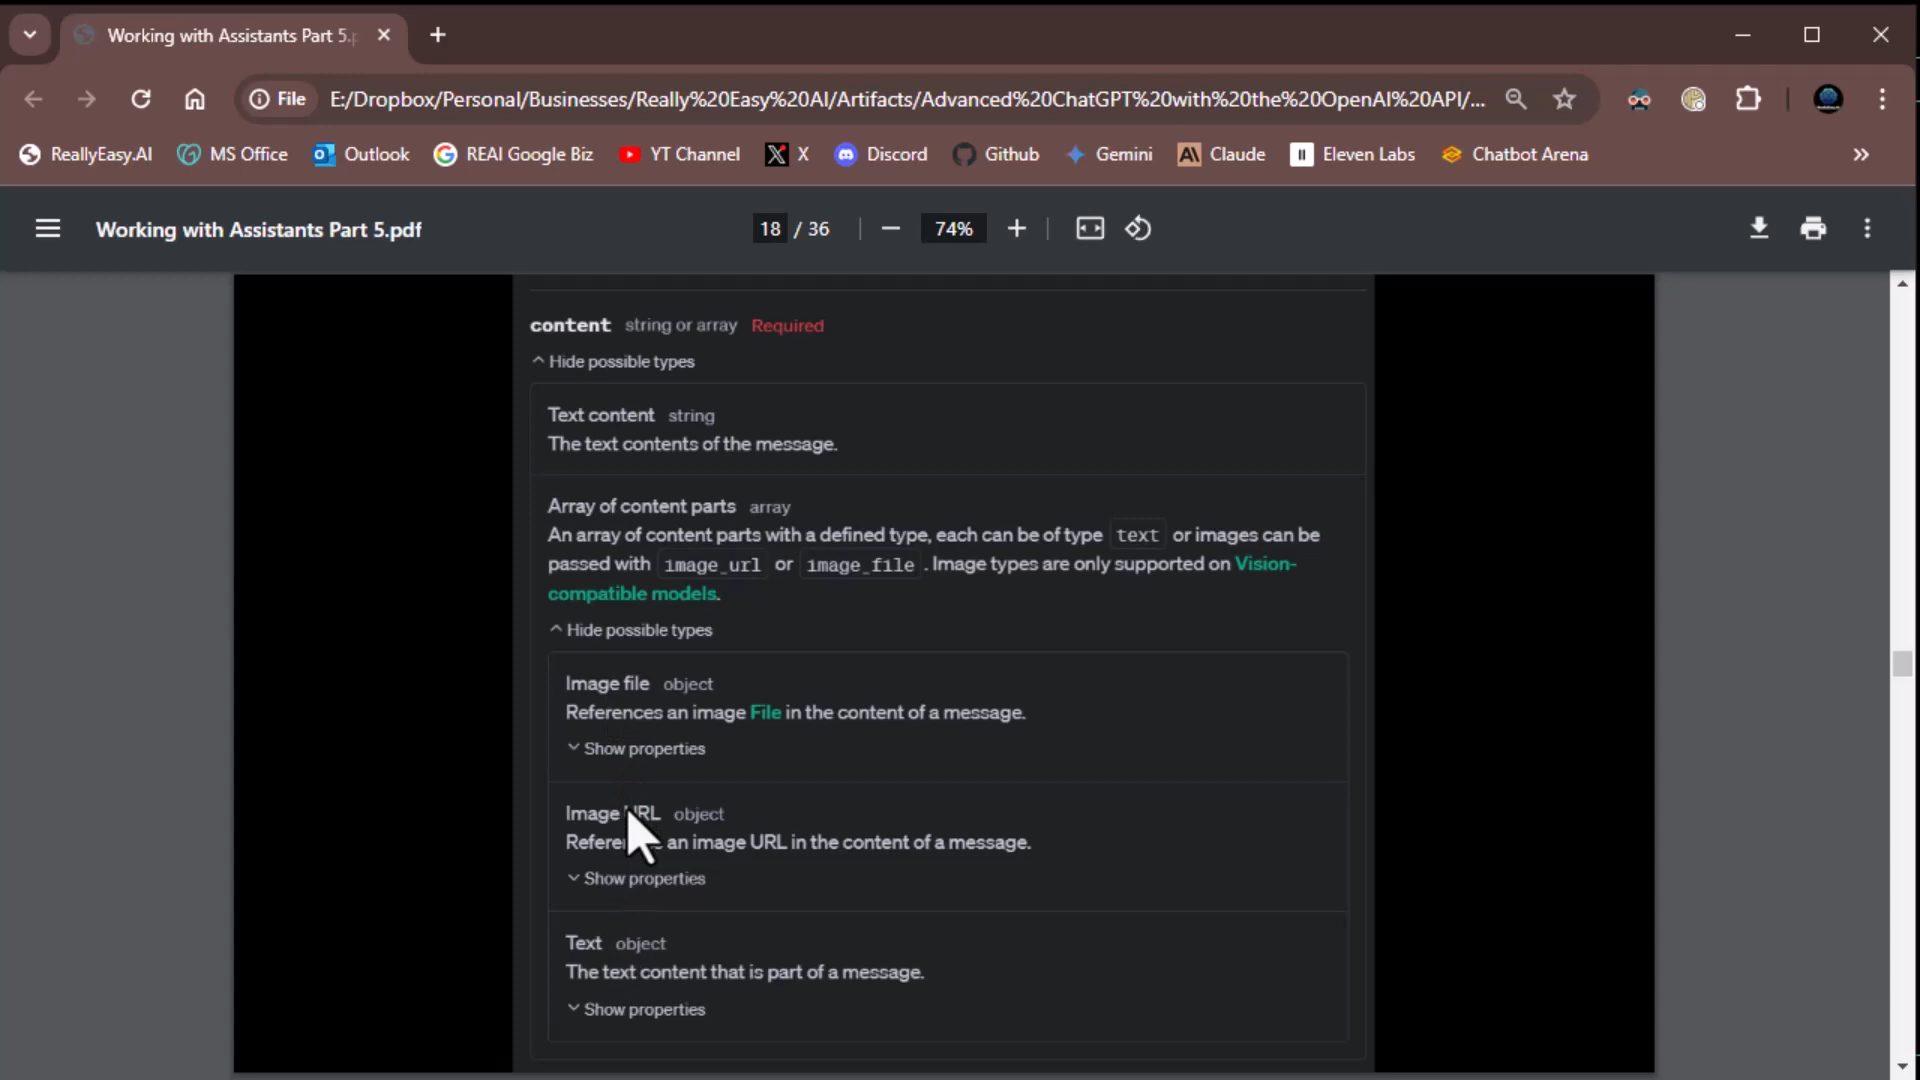 Working with Assistants Part 5.p
File
E:/Dropbox/Personal/Businesses/Really%20Easy%20AI/Artifacts/Advanced%20ChatGPT%20with%20the%20OpenAI%20API/...
ReallyEasy.AI
MS Office
Outlook
REAI Google Biz
YT Channel
X
Discord
Github
Gemini
Claude
Eleven Labs
Chatbot Arena
Working with Assistants Part 5.pdf
18 / 36
74%
content string or array Required
Hide possible types
Text content string
The text contents of the message.
Array of content parts array
An array of content parts with a defined type, each can be of type text or images can be
passed with image_url or image_file . Image types are only supported on Vision-
compatible models.
Hide possible types
Image file object
References an image File in the content of a message.
Show properties
Image URL object
an image URL in the content of a message.
Show properties
Text object
The text content that is part of a message.
Show properties